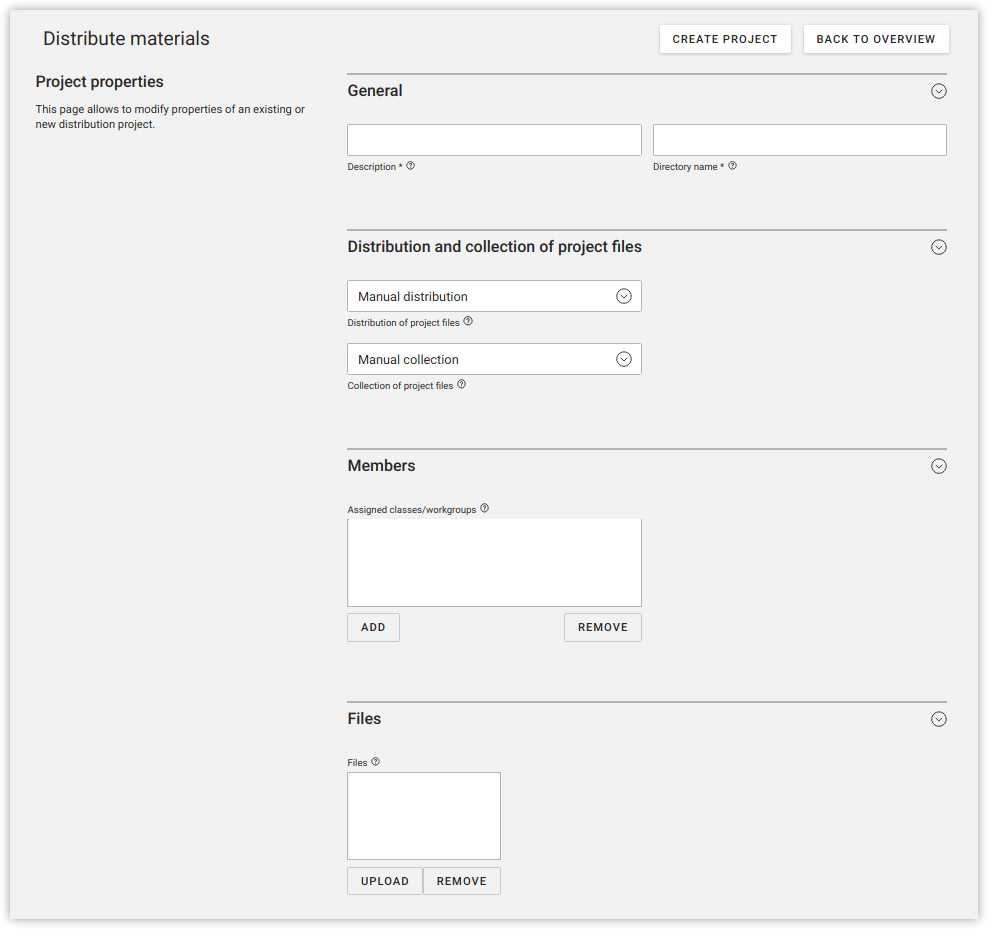 Distribute materials
CREATE PROJECT
BACK TO OVERVIEW
Project properties
This page allows to modify properties of an existing or
new distribution project.
General
Description *
Directory name *
Distribution and collection of project files
Manual distribution
Distribution of project files
Manual collection
Collection of project files
Members
Assigned classes/workgroups
ADD
REMOVE
Files
Files
UPLOAD
REMOVE